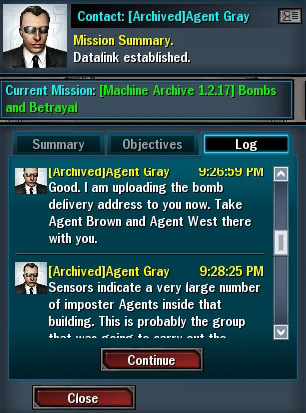 Contact: [Archived]Agent Gray
Mission Summary.
Datalink established.
Current Mission: [Machine Archive 1.2.17] Bombs
and Betrayal
Summary Objectives Log
[Archived]Agent Gray 9:26:59 PM
Good. I am uploading the bomb
delivery address to you now. Take
Agent Brown and Agent West there
with you.
[Archived]Agent Gray 9:28:25 PM
Sensors indicate a very large number
of imposter Agents inside that
building. This is probably the group
that was going to carry out the
Continue
Close